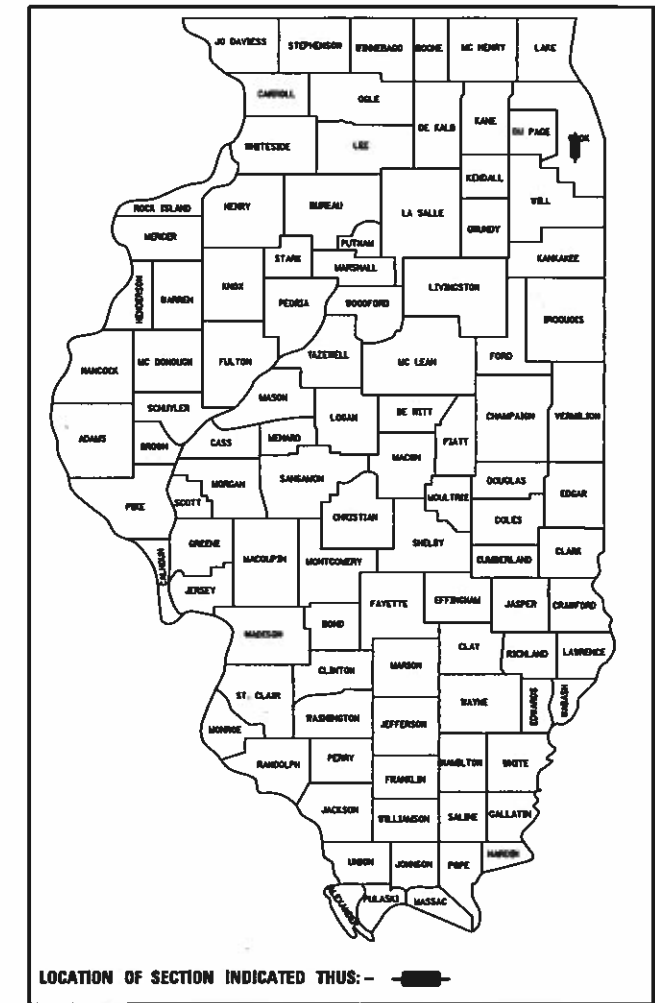 JO DAVIESS STEPHENSON WINNEBAGO BOONE MC HENRY LAKE
CARROLL OGLE
DE KALB KANE DU PAGE COOK
WHITESIDE LEE
KENDALL
ROCK ISLAND HENRY BUREAU LA SALLE WILL
MERCER PUTNAM GRUNDY
STARK MARSHALL KANKAKEE
HENDERSON WARREN KNOX PEORIA WOODFORD LIVINGSTON
IROQUOIS
HANCOCK MC DONOUGH FULTON TAZEWELL MC LEAN FORD
MASON
SCHUYLER LOGAN DE WITT CHAMPAIGN VERMILION
ADAMS BROWN CASS MENARD PIATT
MACON
PIKE SCOTT MORGAN SANGAMON DOUGLAS EDGAR
MOULTRIE
CHRISTIAN COLES
GREENE MACOUPIN MONTGOMERY SHELBY CUMBERLAND CLARK
CALHOUN JERSEY
FAYETTE EFFINGHAM JASPER CRAWFORD
MADISON BOND
CLAY RICHLAND LAWRENCE
CLINTON MARION
ST. CLAIR WAYNE EDWARDS WABASH
WASHINGTON JEFFERSON
MONROE
RANDOLPH PERRY HAMILTON WHITE
FRANKLIN
JACKSON WILLIAMSON SALINE GALLATIN
UNION JOHNSON POPE HARDIN
ALEXANDER PULASKI MASSAC
LOCATION OF SECTION INDICATED THUS: -